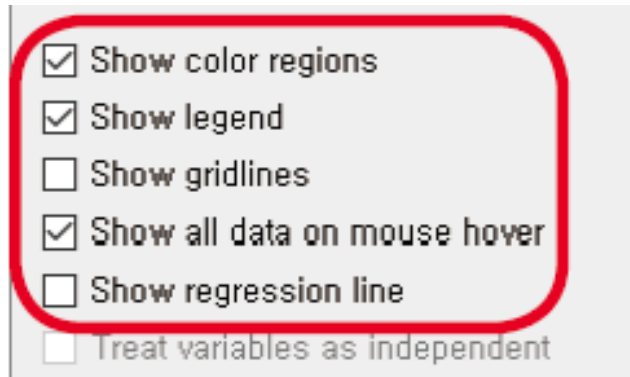 Show color regions
Show legend
Show gridlines
Show all data on mouse hover
Show regression line
Treat variables as independent